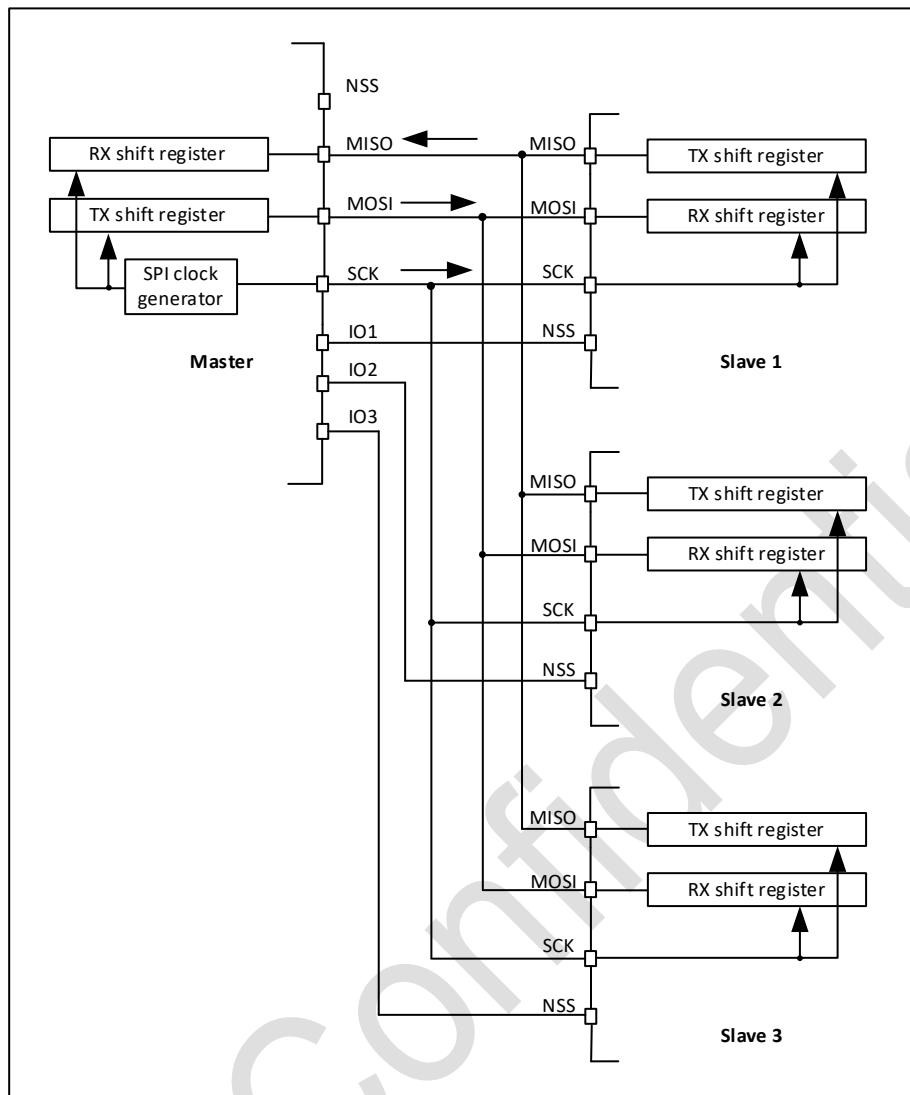 NSS
RX shift register MISO MISO TX shift register
TX shift register MOSI MOSI RX shift register
SPI clock
generator SCK SCK
IO1 NSS
Master Slave 1
IO2
IO3
MISO TX shift register
MOSI RX shift register
SCK
NSS
Slave 2
MISO TX shift register
MOSI RX shift register
SCK
NSS
Slave 3